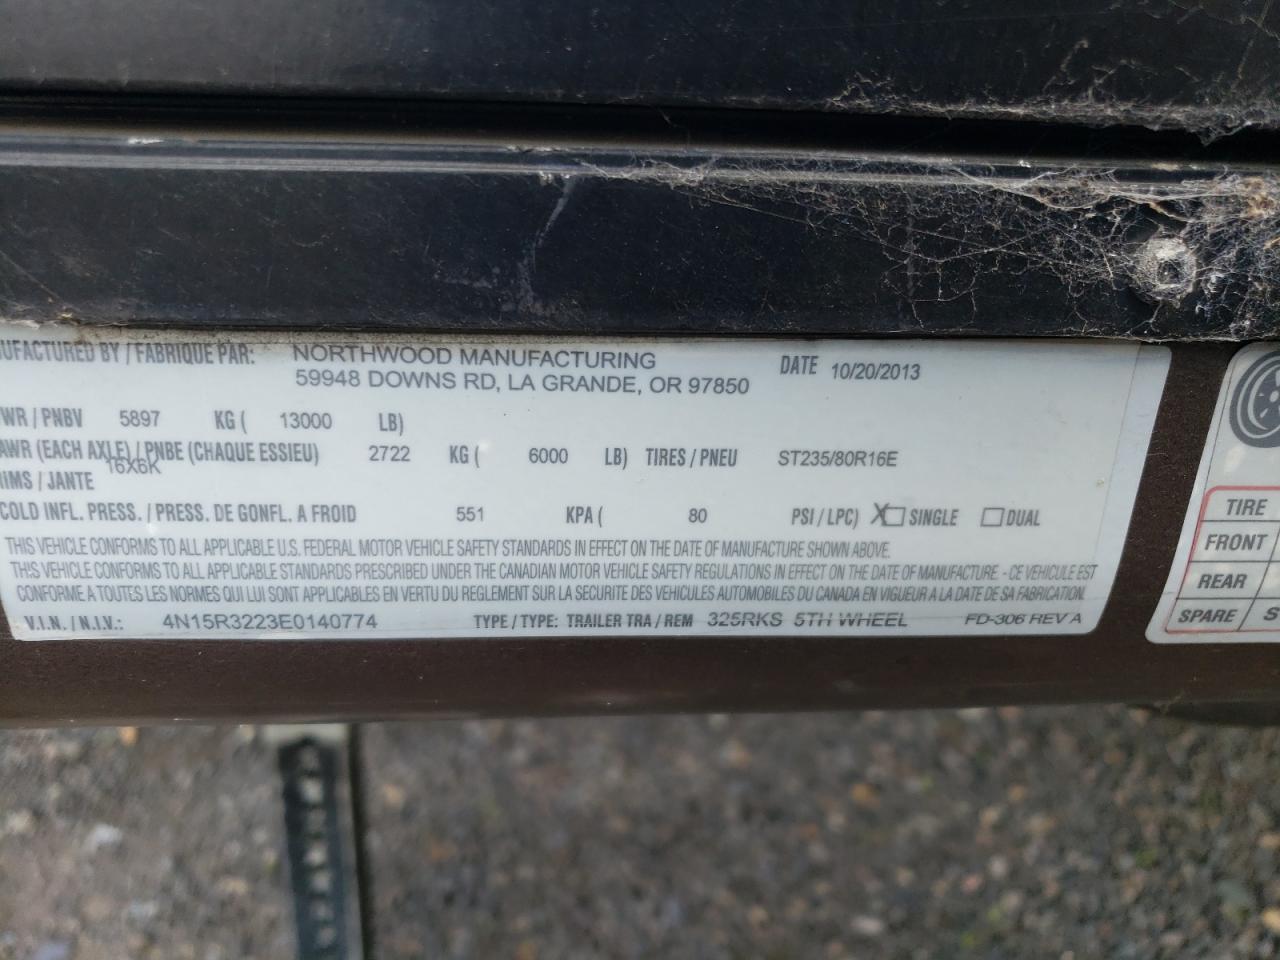 NUFACTURED BY / FABRIQUE PAR: NORTHWOOD MANUFACTURING DATE 10/20/2013
59948 DOWNS RD, LA GRANDE, OR 97850
WR / PNBV 5897 KG ( 13000 LB)
AWR (EACH AXLE) / PNBE (CHAQUE ESSIEU) 2722 KG ( 6000 LB) TIRES / PNEU ST235/80R16E
16X6K
IMS / JANTE
COLD INFL. PRESS. / PRESS. DE GONFL. A FROID 551 KPA ( 80 PSI / LPC) X SINGLE DUAL
THIS VEHICLE CONFORMS TO ALL APPLICABLE U.S. FEDERAL MOTOR VEHICLE SAFETY STANDARDS IN EFFECT ON THE DATE OF MANUFACTURE SHOWN ABOVE.
THIS VEHICLE CONFORMS TO ALL APPLICABLE STANDARDS PRESCRIBED UNDER THE CANADIAN MOTOR VEHICLE SAFETY REGULATIONS IN EFFECT ON THE DATE OF MANUFACTURE. - CE VEHICULE EST
CONFORME A TOUTES LES NORMES QUI LUI SONT APPLICABLES EN VERTU DU REGLEMENT SUR LA SECURITE DES VEHICULES AUTOMOBILES DU CANADA EN VIGUEUR A LA DATE DE SA FABRICATION.
V.I.N. / N.I.V.: 4N15R3223E0140774 TYPE / TYPE: TRAILER TRA / REM 325RKS 5TH WHEEL FD-306 REV A
TIRE
FRONT
REAR
SPARE S